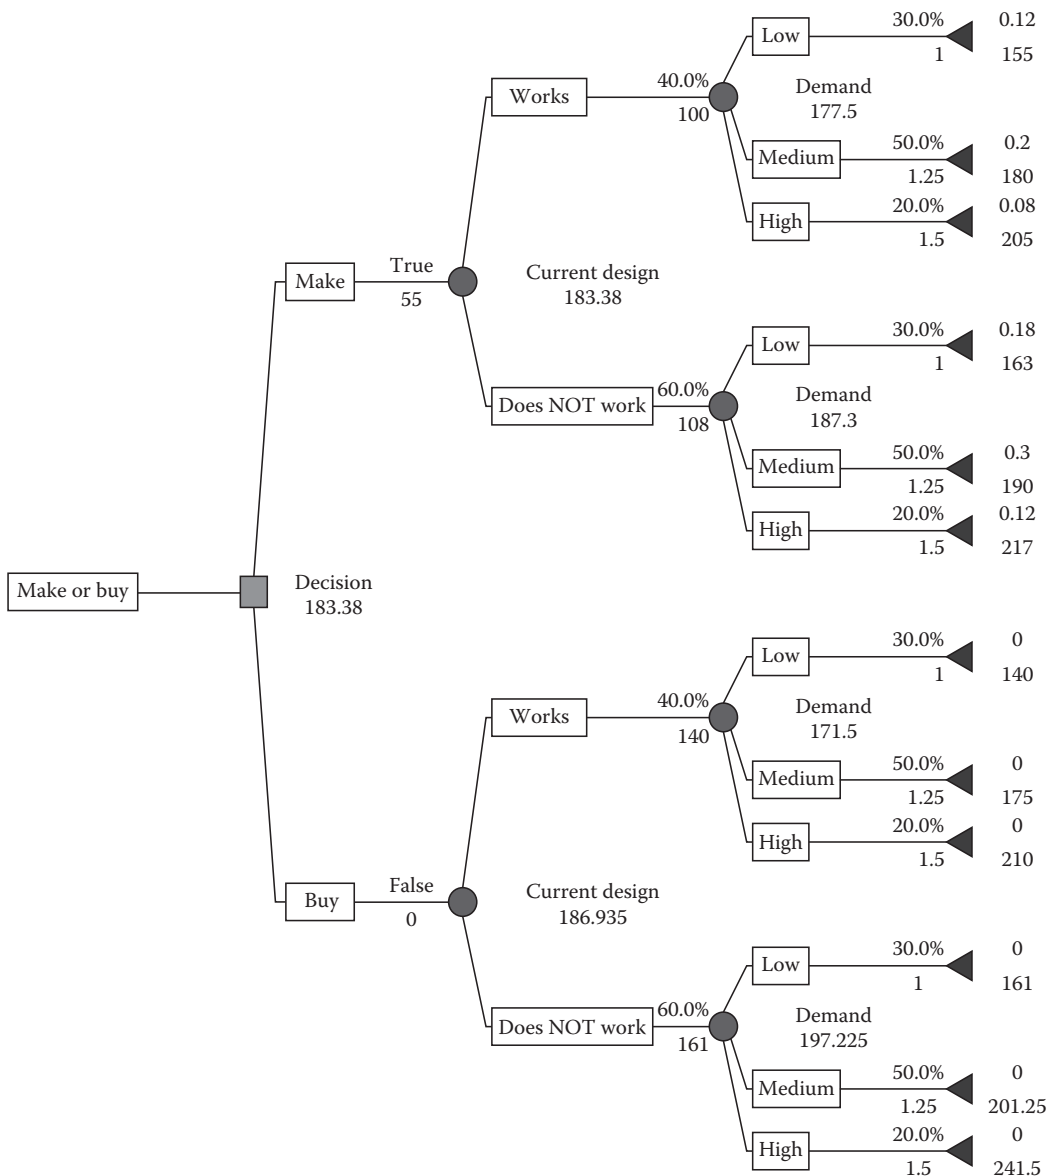 30.0% 0.12
Low
1 155
40.0% Demand
Works
100 177.5
50.0% 0.2
Medium
1.25 180
20.0% 0.08
High
1.5 205
True Current design
Make
55 183.38
30.0% 0.18
Low
1 163
60.0% Demand
Does NOT work
108 187.3
50.0% 0.3
Medium
1.25 190
20.0% 0.12
High
1.5 217
Make or buy
Decision
183.38
30.0% 0
Low
1 140
40.0% Demand
Works
140 171.5
50.0% 0
Medium
1.25 175
20.0% 0
High
1.5 210
False Current design
Buy
0 186.935
30.0% 0
Low
1 161
60.0% Demand
Does NOT work
161 197.225
50.0% 0
Medium
1.25 201.25
20.0% 0
High
1.5 241.5